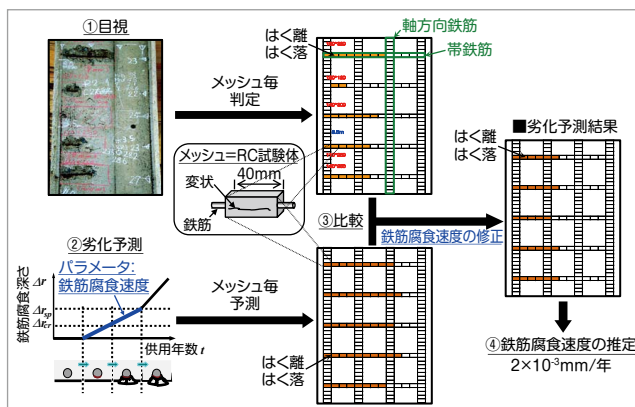 ①目視
はく離
はく落
軸方向鉄筋
帯鉄筋
メッシュ毎
判定
メッシュ=RC試験体
40mm
変状
鉄筋
■劣化予測結果
はく離
はく落
③比較
鉄筋腐食速度の修正
②劣化予測
鉄筋腐食深さ
Δr
Δrsp
Δrcr
パラメータ:
鉄筋腐食速度
供用年数 t
メッシュ毎
予測
はく離
はく落
④鉄筋腐食速度の推定
2×10-3mm/年